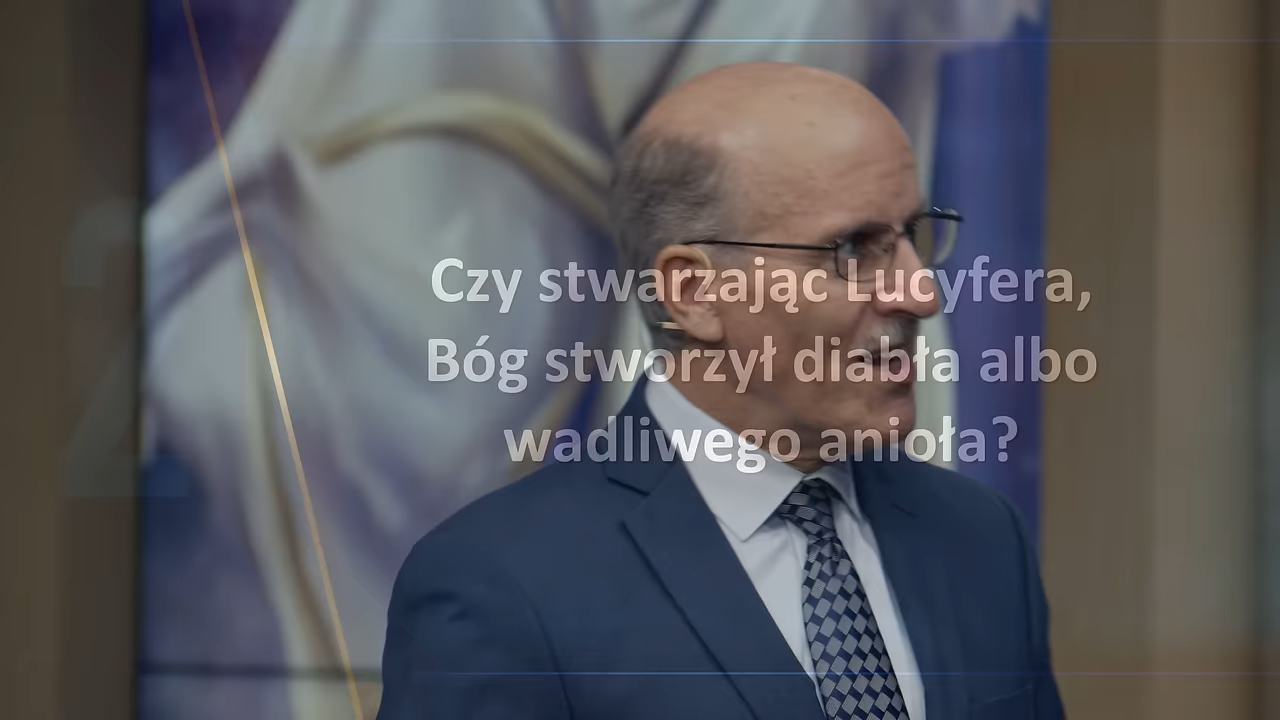 Czy stwarzając Lucyfera,
Bóg stworzył diabła albo
wadliwego anioła?